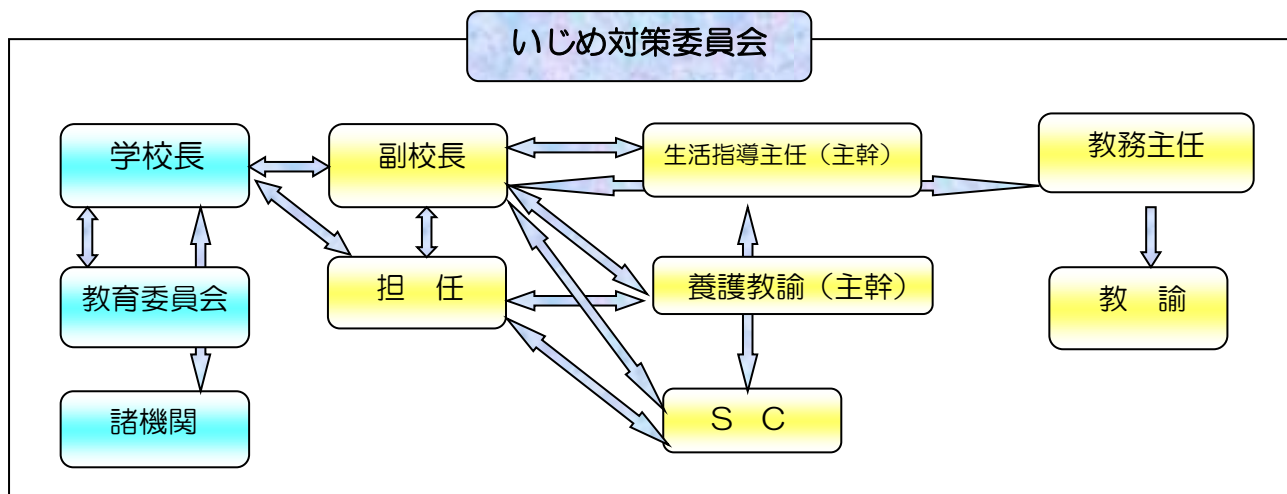 いじめ対策委員会
学校長
副校長
生活指導主任（主幹）
教務主任
教育委員会
担　任
養護教諭（主幹）
教　諭
諸機関
Ｓ　Ｃ